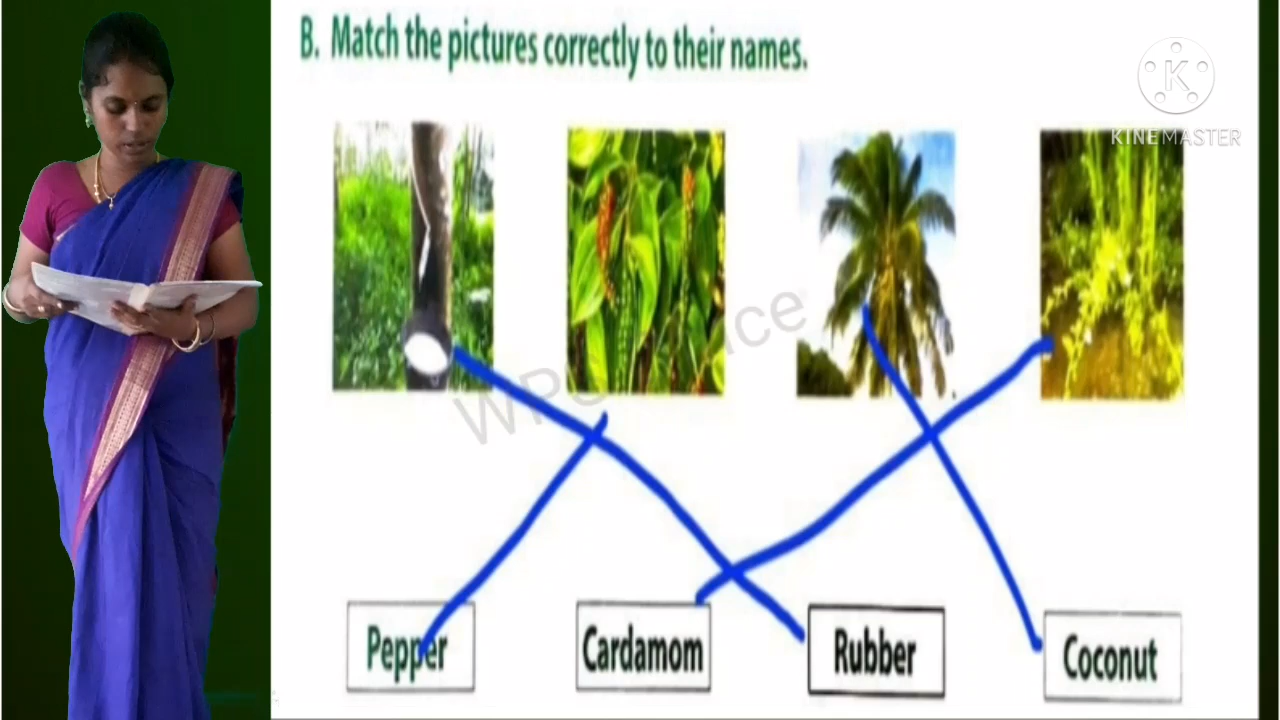 B. Match the pictures correctly to their names.
KINEMASTER
Pepper
Cardamom
Rubber
Coconut